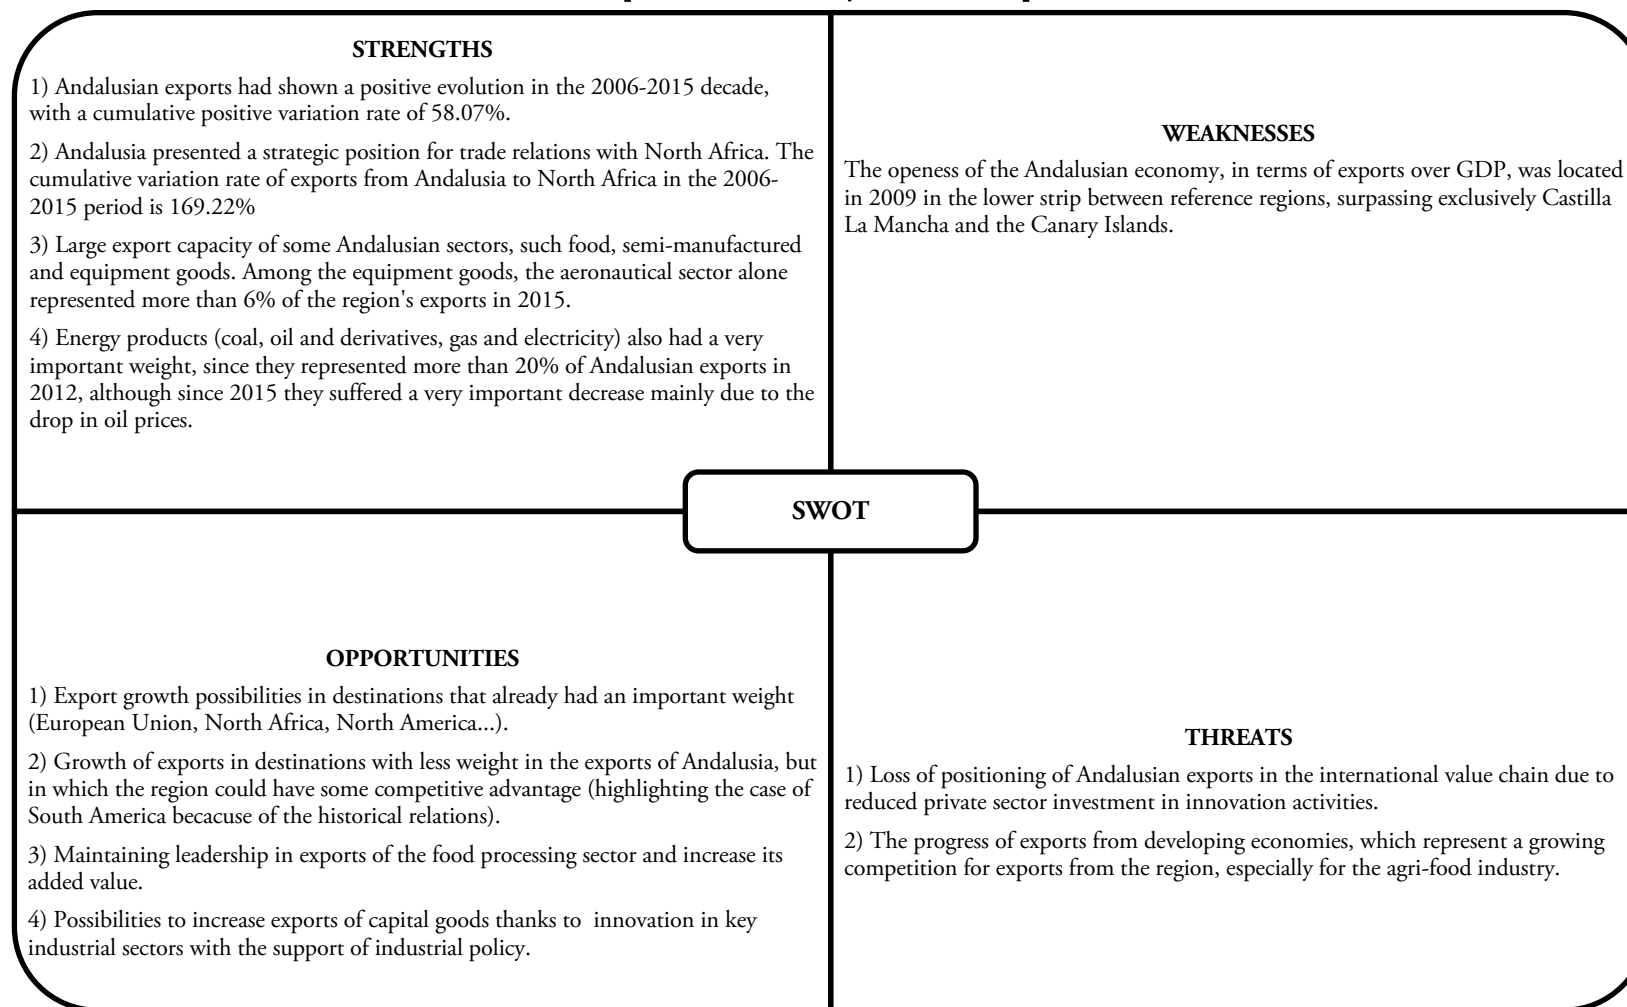 STRENGTHS
1) Andalusian exports had shown a positive evolution in the 2006-2015 decade,
with a cumulative positive variation rate of 58.07%.
2) Andalusia presented a strategic position for trade relations with North Africa. The
cumulative variation rate of exports from Andalusia to North Africa in the 2006-
2015 period is 169.22%
3) Large export capacity of some Andalusian sectors, such food, semi-manufactured
and equipment goods. Among the equipment goods, the aeronautical sector alone
represented more than 6% of the region's exports in 2015.
4) Energy products (coal, oil and derivatives, gas and electricity) also had a very
important weight, since they represented more than 20% of Andalusian exports in
2012, although since 2015 they suffered a very important decrease mainly due to the
drop in oil prices.
WEAKNESSES
The openess of the Andalusian economy, in terms of exports over GDP, was located
in 2009 in the lower strip between reference regions, surpassing exclusively Castilla
La Mancha and the Canary Islands.
SWOT
OPPORTUNITIES
1) Export growth possibilities in destinations that already had an important weight
(European Union, North Africa, North America...).
2) Growth of exports in destinations with less weight in the exports of Andalusia, but
in which the region could have some competitive advantage (highlighting the case of
South America becacuse of the historical relations).
3) Maintaining leadership in exports of the food processing sector and increase its
added value.
4) Possibilities to increase exports of capital goods thanks to  innovation in key
industrial sectors with the support of industrial policy.
THREATS
1) Loss of positioning of Andalusian exports in the international value chain due to
reduced private sector investment in innovation activities.
2) The progress of exports from developing economies, which represent a growing
competition for exports from the region, especially for the agri-food industry.